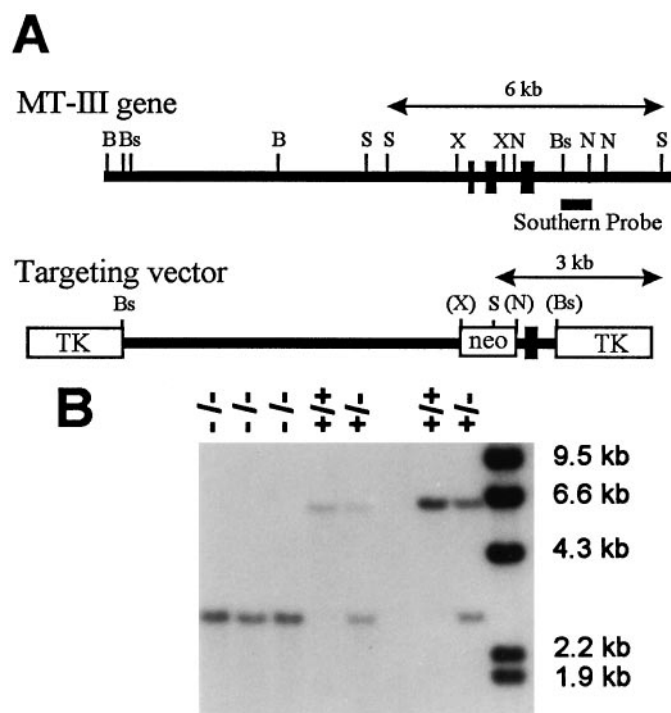 A
6 kb
MT-III gene
B Bs B S S X X N Bs N N S
Southern Probe
Targeting vector
3 kb
Bs (X) S (N) (Bs)
TK neo TK
B
-/- -/- -/- +/+ -/+ +/+ -/+
9.5 kb
6.6 kb
4.3 kb
2.2 kb
1.9 kb